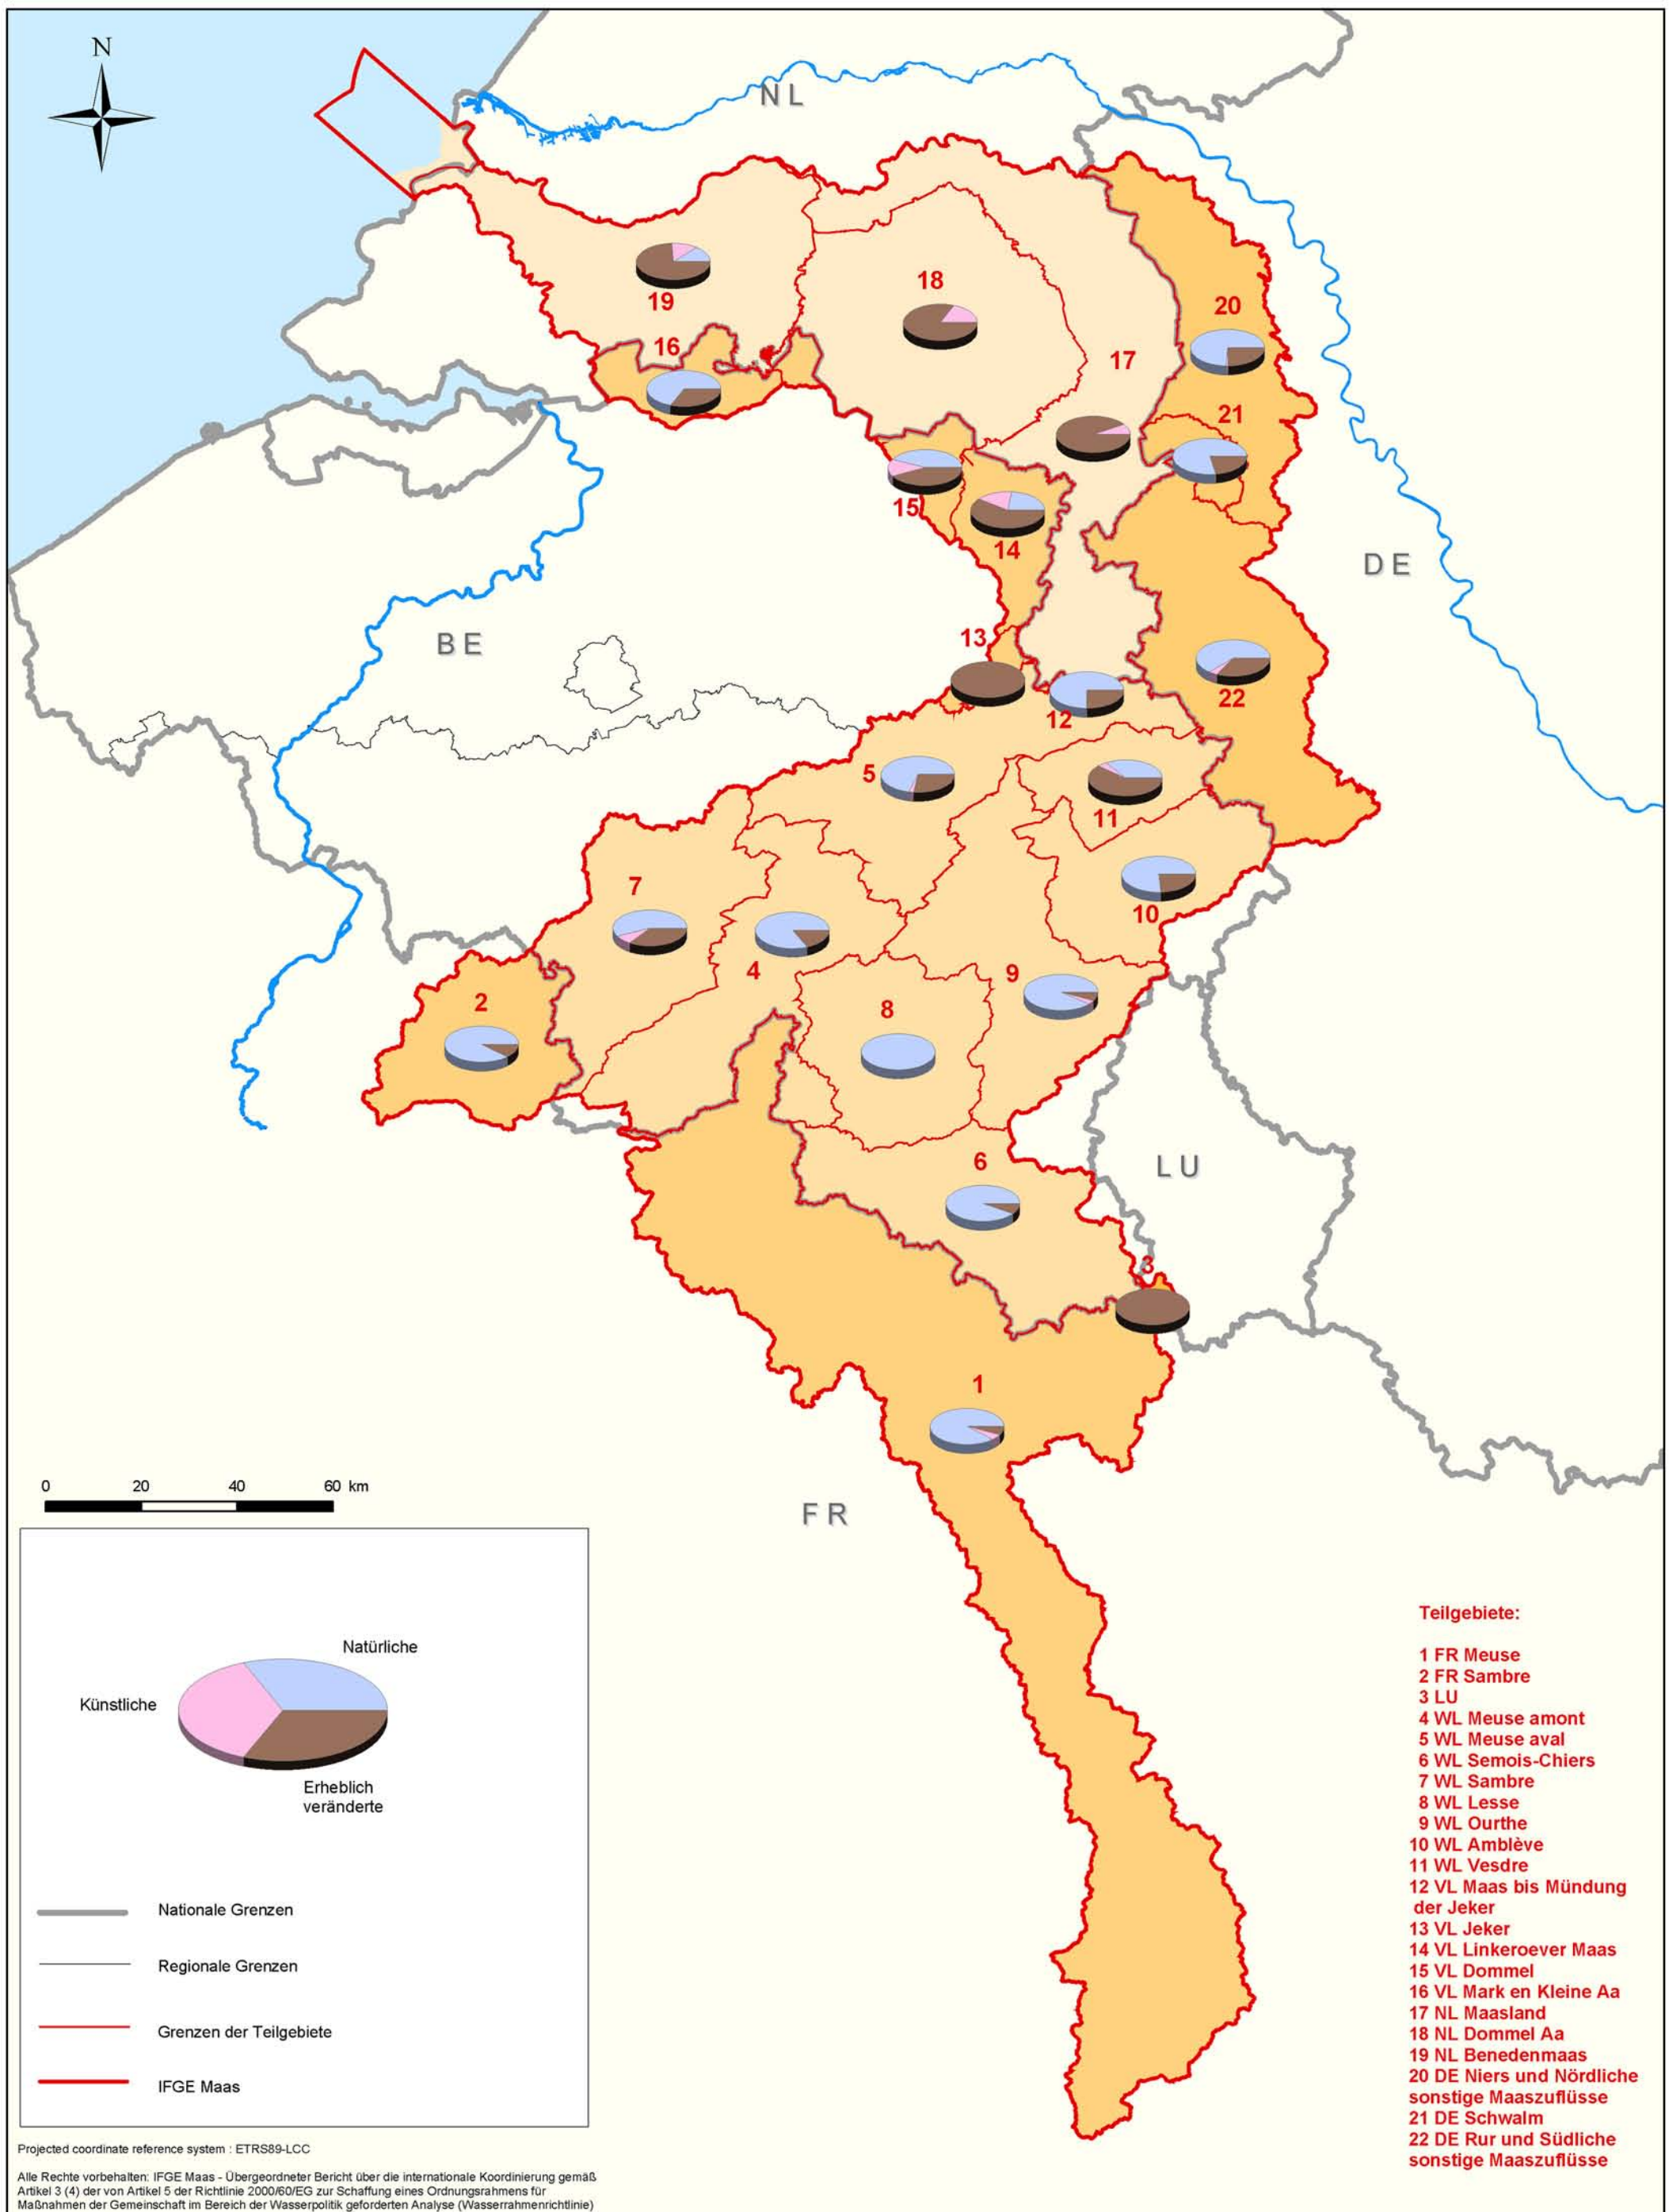 N
NL
19
18
20
16
17
21
15
14
DE
13
BE
12
22
5
11
7
10
4
9
2
8
6
LU
3
1
0 20 40 60 km
FR
Natürliche
Künstliche
Erheblich
veränderte
Nationale Grenzen
Regionale Grenzen
Grenzen der Teilgebiete
IFGE Maas
Teilgebiete:
1 FR Meuse
2 FR Sambre
3 LU
4 WL Meuse amont
5 WL Meuse aval
6 WL Semois-Chiers
7 WL Sambre
8 WL Lesse
9 WL Ourthe
10 WL Amblève
11 WL Vesdre
12 VL Maas bis Mündung
der Jeker
13 VL Jeker
14 VL Linkeroever Maas
15 VL Dommel
16 VL Mark en Kleine Aa
17 NL Maasland
18 NL Dommel Aa
19 NL Benedenmaas
20 DE Niers und Nördliche
sonstige Maaszuflüsse
21 DE Schwalm
22 DE Rur und Südliche
sonstige Maaszuflüsse
Projected coordinate reference system : ETRS89-LCC
Alle Rechte vorbehalten: IFGE Maas - Übergeordneter Bericht über die internationale Koordinierung gemäß
Artikel 3 (4) der von Artikel 5 der Richtlinie 2000/60/EG zur Schaffung eines Ordnungsrahmens für
Maßnahmen der Gemeinschaft im Bereich der Wasserpolitik geforderten Analyse (Wasserrahmenrichtlinie)